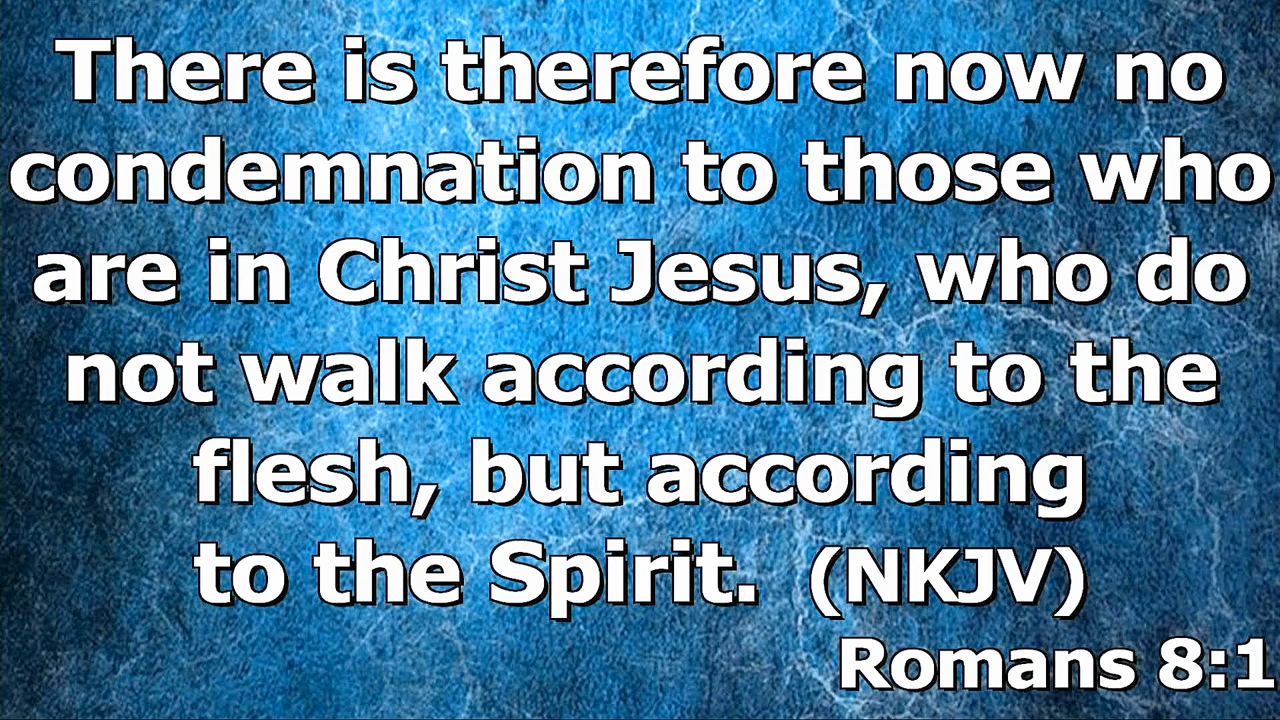 There is therefore now no
condemnation to those who
are in Christ Jesus, who do
not walk according to the
flesh, but according
to the Spirit. (NKJV)
Romans 8:1